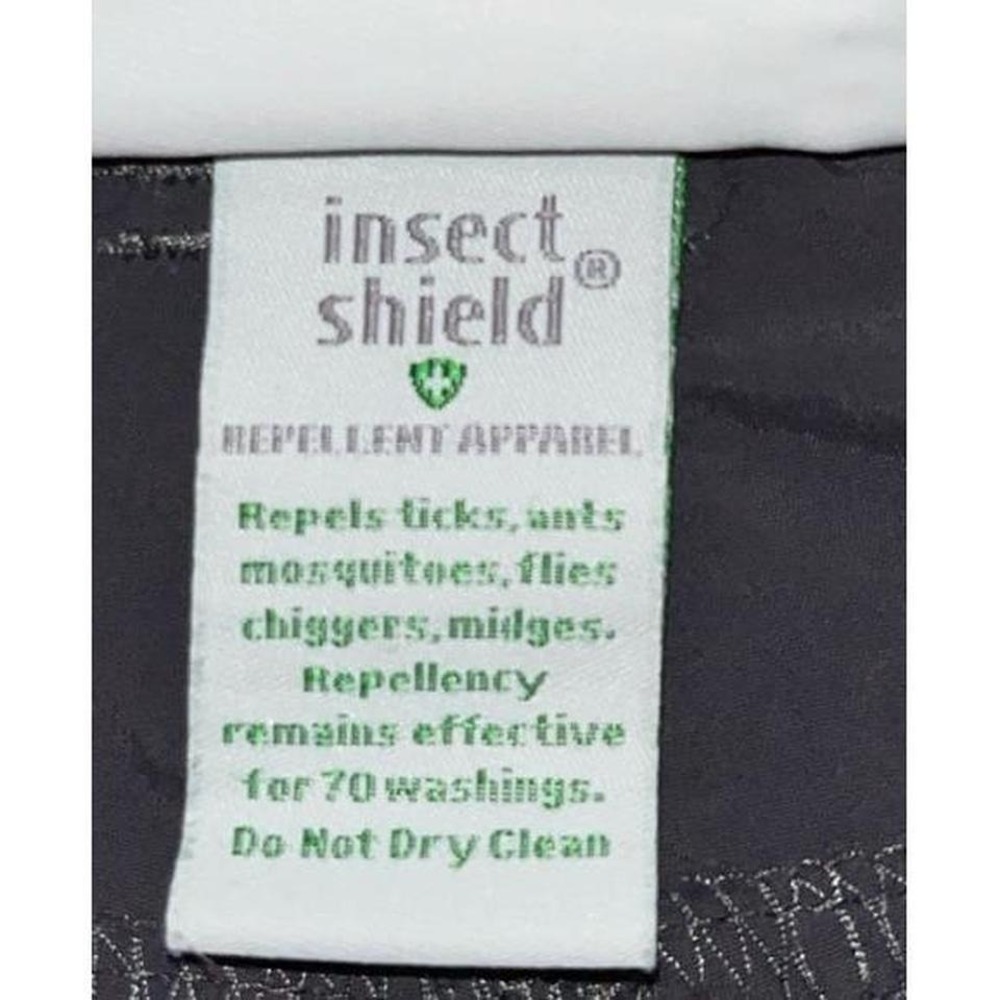 insect
shield®
REPELLENT APPAREL
Repels ticks, ants
mosquitoes, flies
chiggers, midges.
Repellency
remains effective
for 70 washings.
Do Not Dry Clean